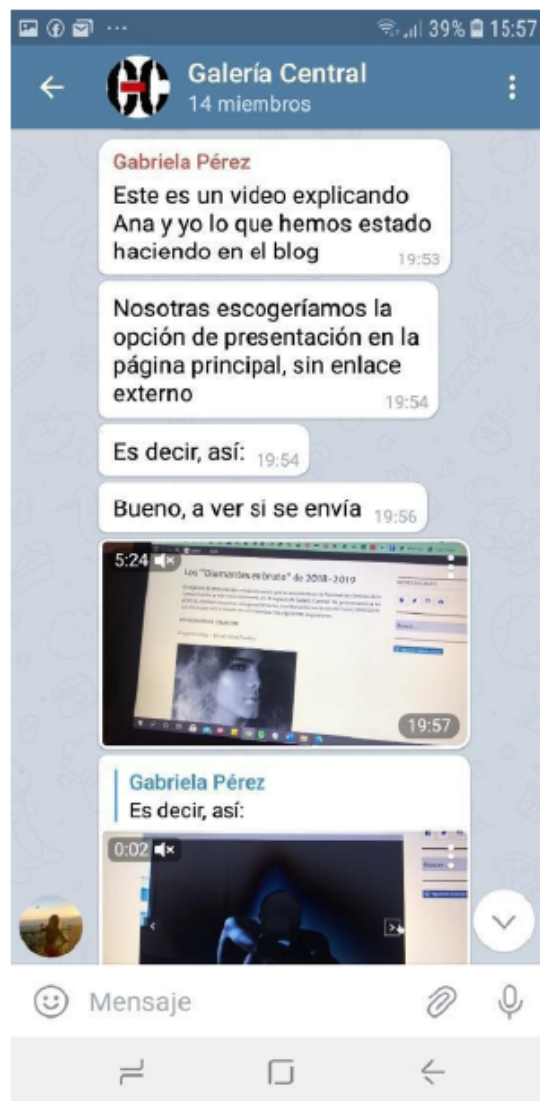 39% 15:57
Galería Central
14 miembros
Gabriela Pérez
Este es un video explicando
Ana y yo lo que hemos estado
haciendo en el blog
19:53
Nosotras escogeríamos la
opción de presentación en la
página principal, sin enlace
externo
19:54
Es decir, así: 19:54
Bueno, a ver si se envía 19:56
5:24
Los "Diamantes en bruto" de 2018-2019
19:57
Gabriela Pérez
Es decir, así:
0:02
Mensaje